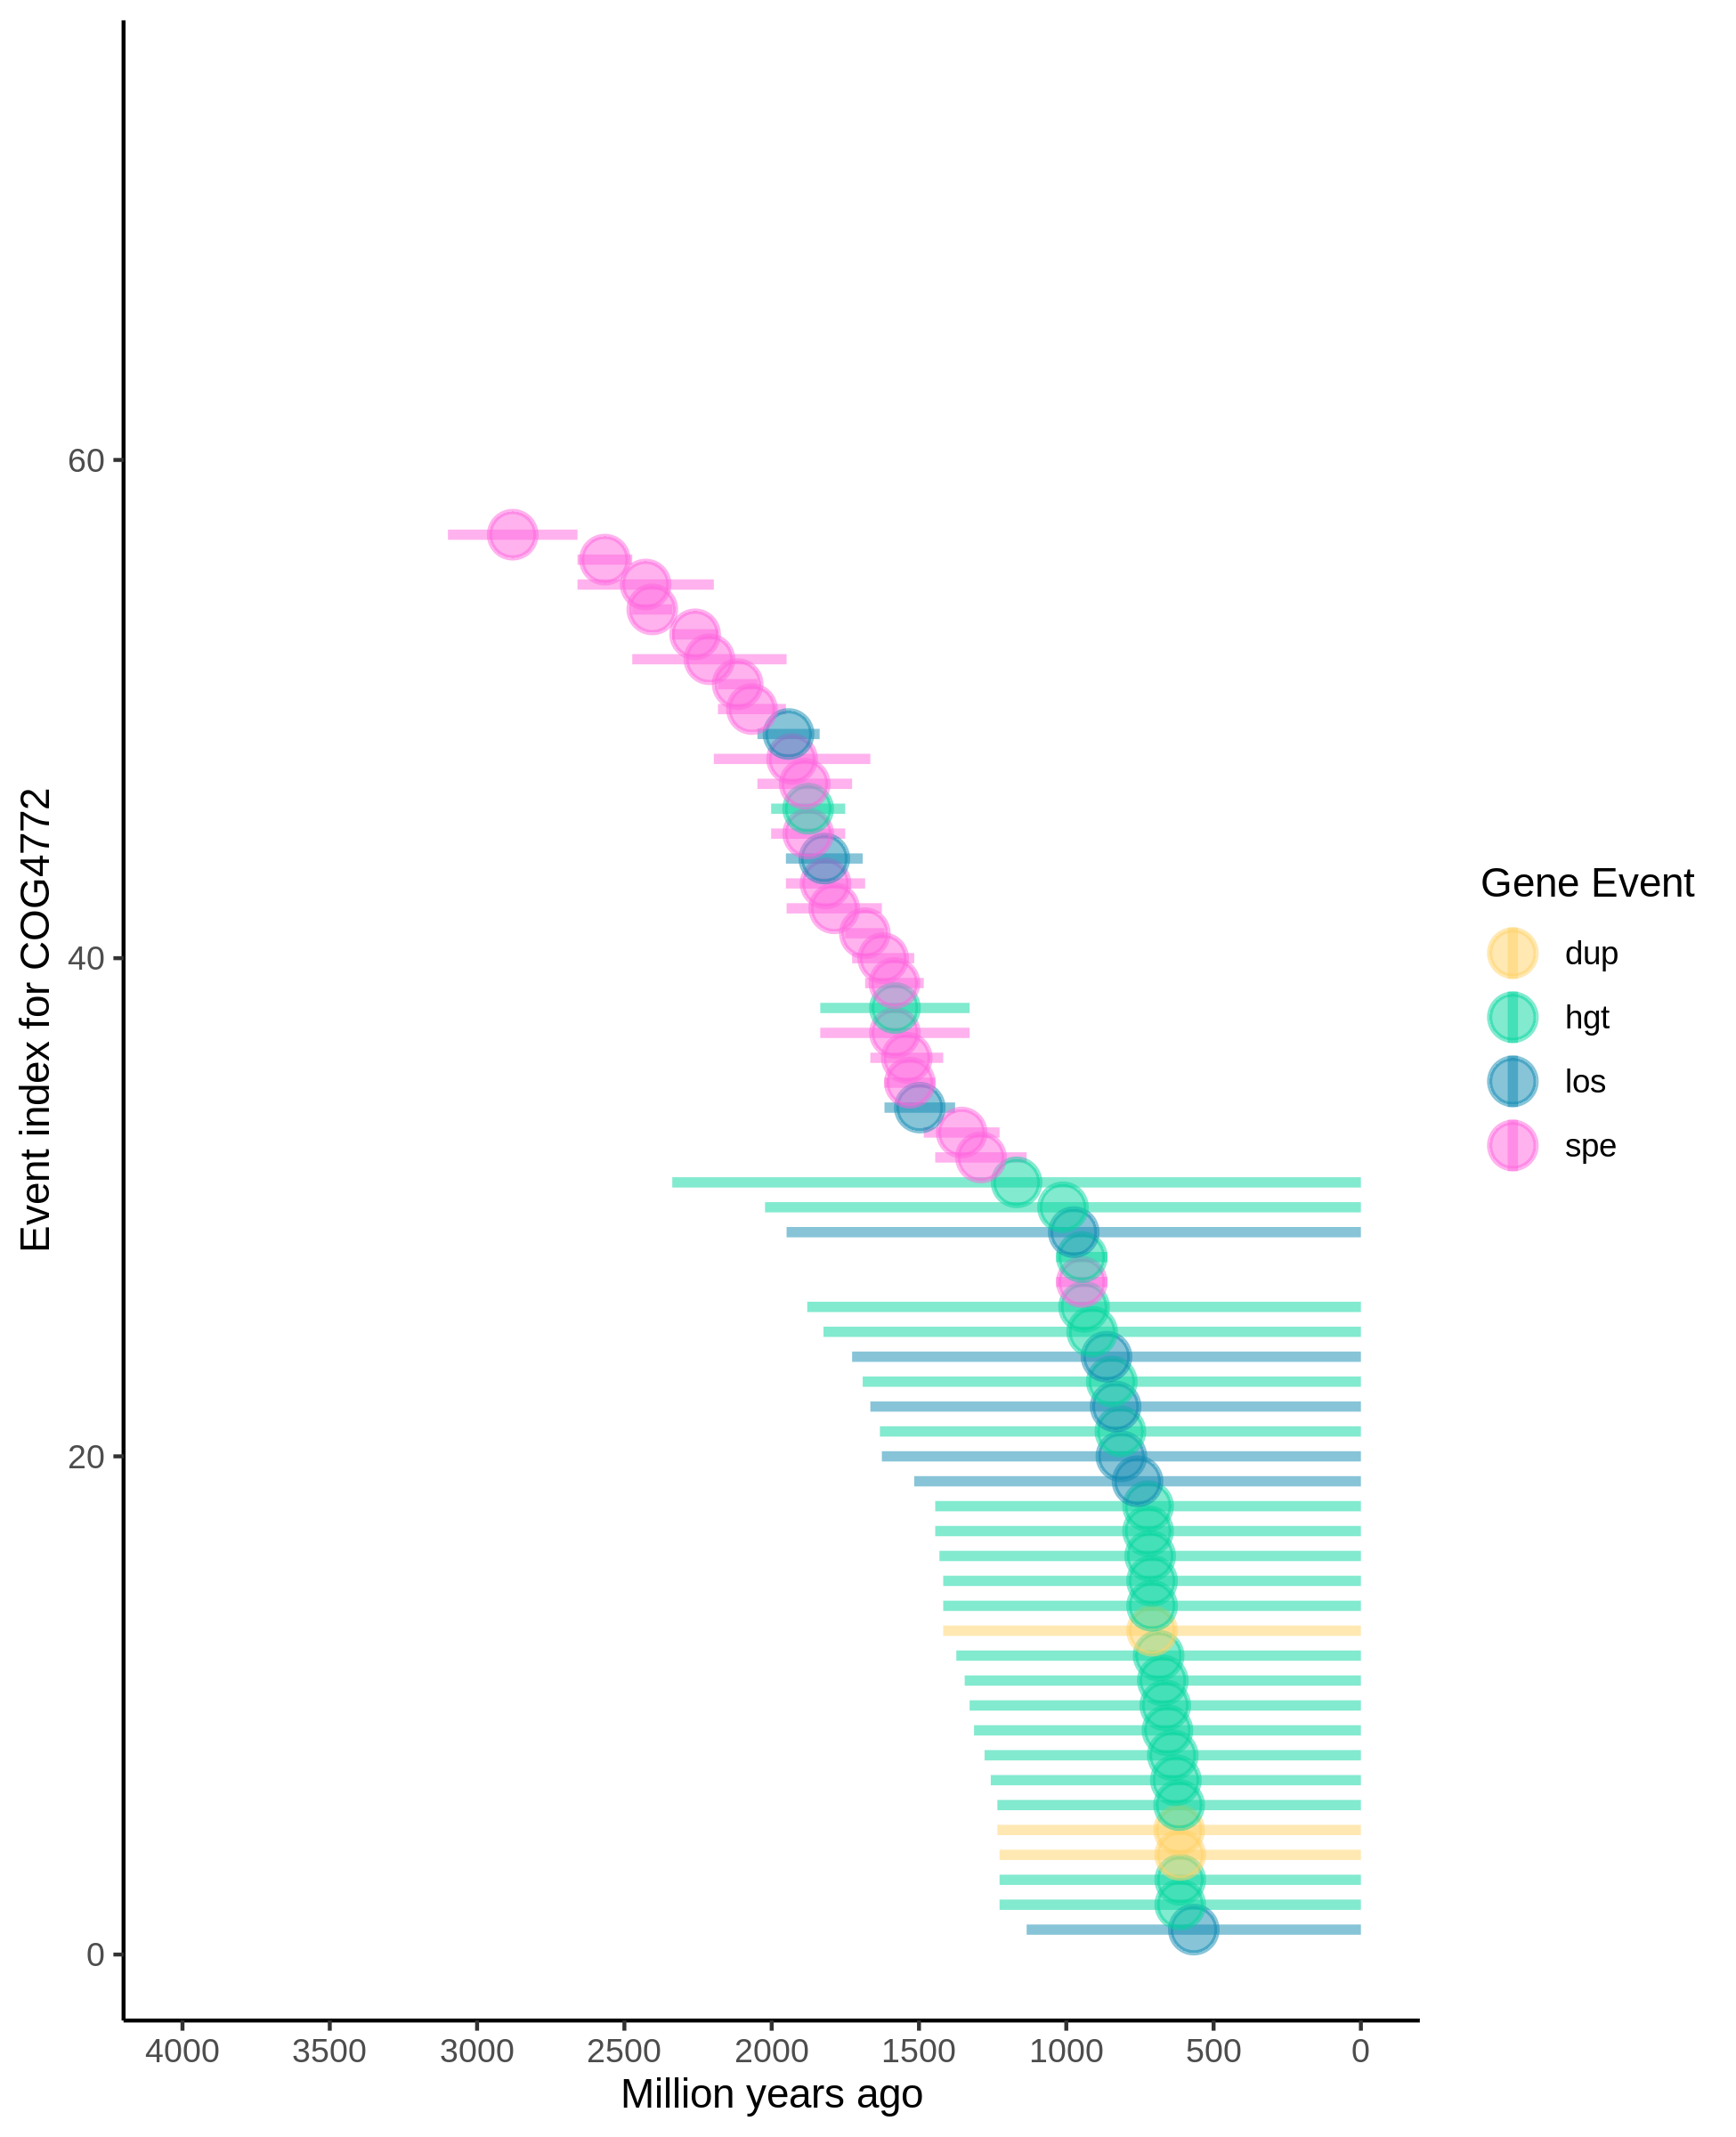 Event index for COG4772
60
40
20
0
4000 3500 3000 2500 2000 1500 1000 500 0
Million years ago
Gene Event
dup
hgt
los
spe